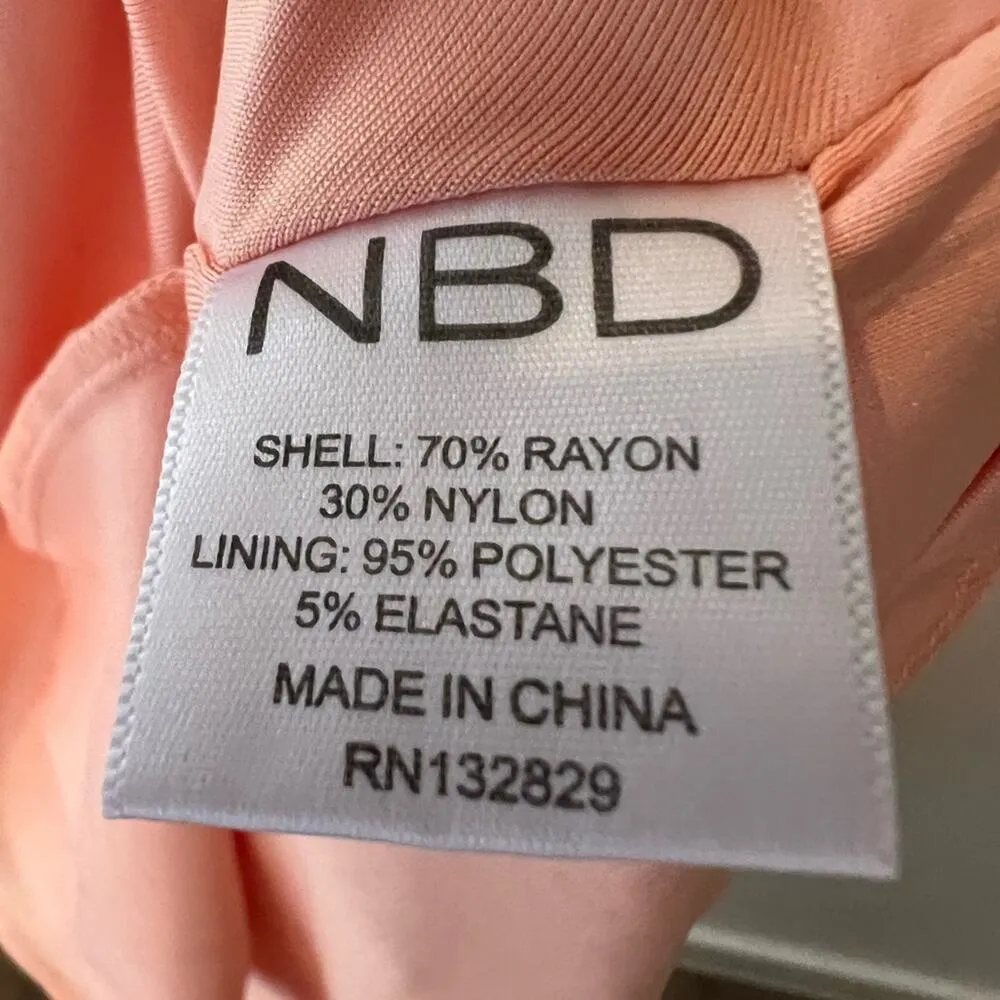 NBD
SHELL: 70% RAYON
30% NYLON
LINING: 95% POLYESTER
5% ELASTANE
MADE IN CHINA
RN132829